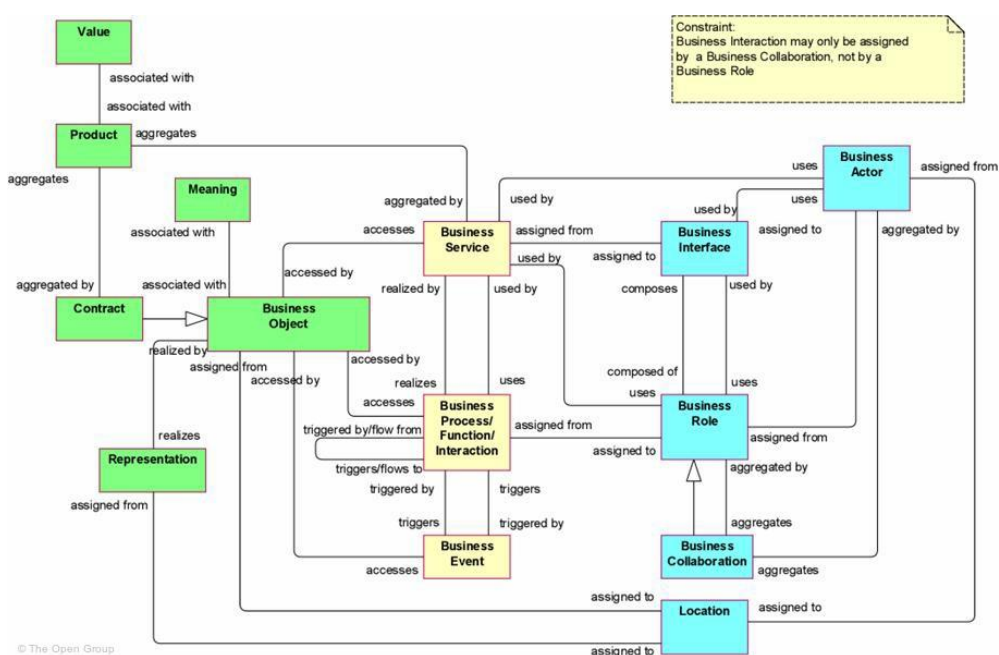 Value
Constraint:
Business Interaction may only be assigned
by a Business Collaboration, not by a
Business Role
associated with
associated with
Product
aggregates
aggregates
Business
Actor
uses
assigned from
Meaning
uses
aggregated by
used by
used by
associated with
accesses
Business
Service
assigned from
Business
Interface
assigned to
aggregated by
assigned to
used by
accessed by
aggregated by
associated with
realized by
used by
composes
used by
Contract
Business
Object
realized by
assigned from
accessed by
accessed by
composed of
realizes
uses
uses
uses
accesses
Business
Process/
Function/
Interaction
Business
Role
triggered by/flow from
assigned from
assigned from
realizes
assigned to
Representation
triggers/flows to
aggregated by
assigned from
triggered by
triggers
triggers
triggered by
aggregates
Business
Event
Business
Collaboration
accesses
aggregates
assigned to
Location
assigned to
assigned to
© The Open Group